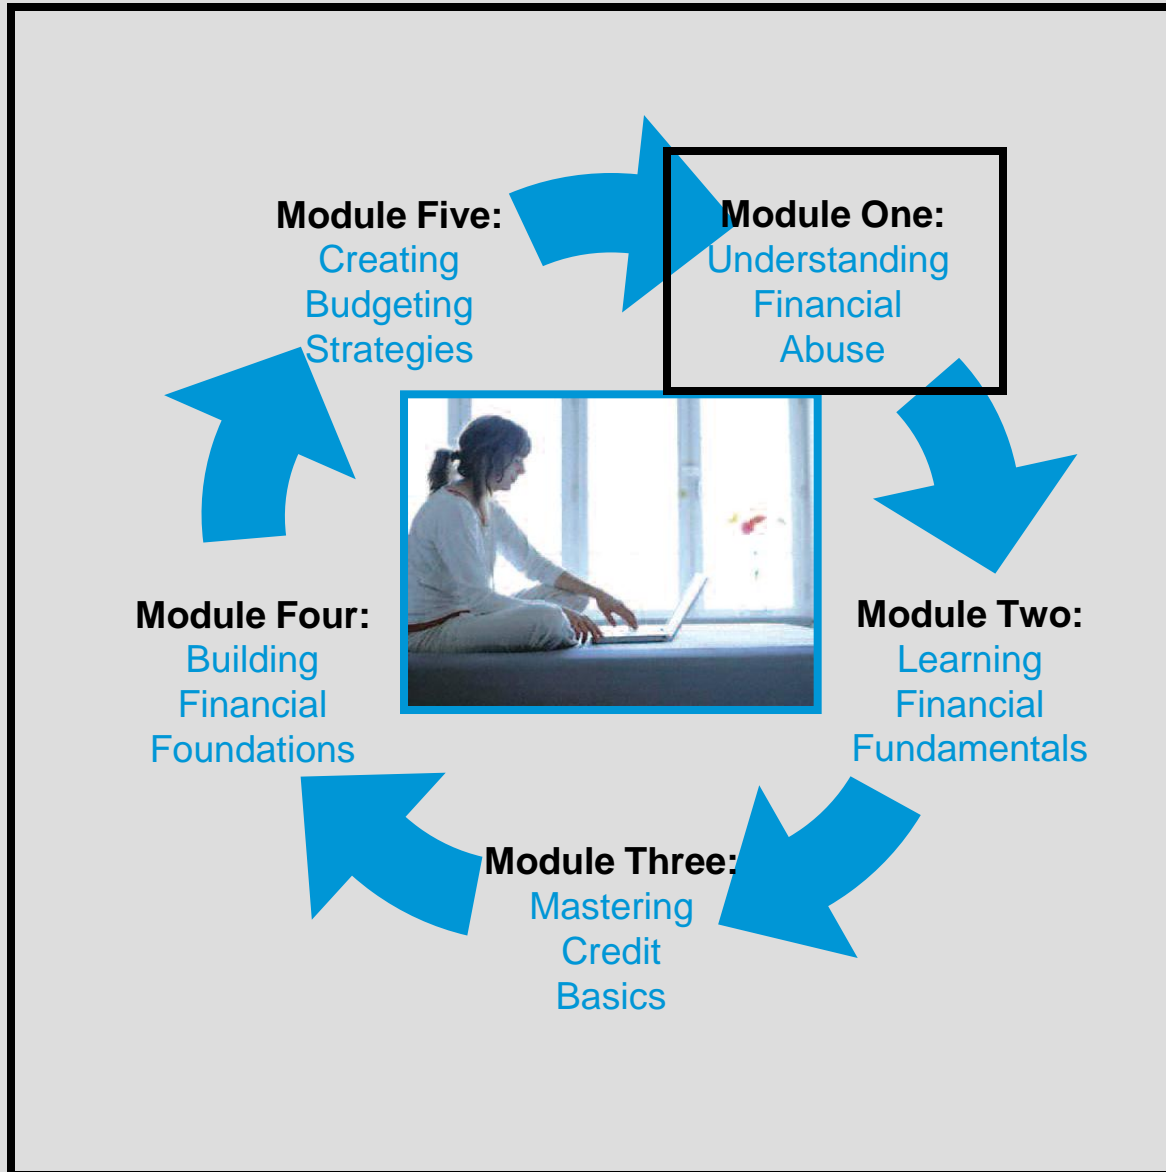 Module One:
Understanding
Financial
Abuse
Module Two:
Learning
Financial
Fundamentals
Module Three:
Mastering
Credit
Basics
Module Four:
Building
Financial
Foundations
Module Five:
Creating
Budgeting
Strategies